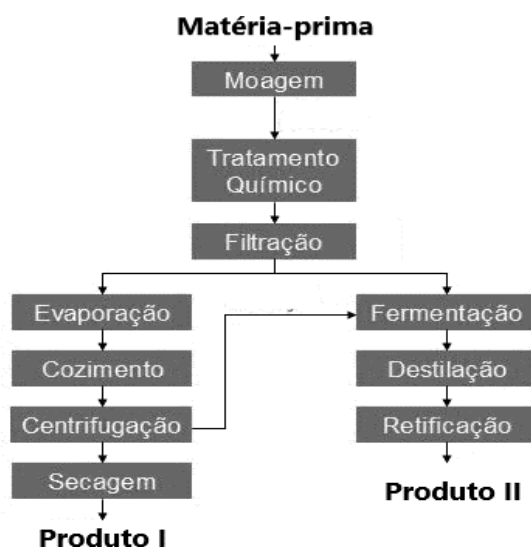 Matéria-prima
Moagem
Tratamento
Químico
Filtração
Evaporação
Fermentação
Cozimento
Destilação
Centrifugação
Retificação
Secagem
Produto II
Produto I